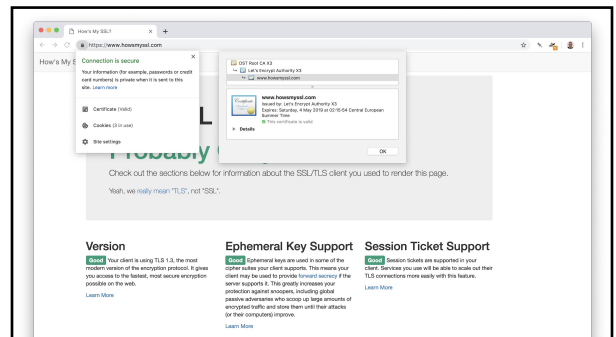 How's My SSL?
https://www.howsmyssl.com
How's My S
Connection is secure
Your information (for example, passwords or credit
card numbers) is private when it is sent to this
site. Learn more
Certificate (Valid)
Cookies (3 in use)
Site settings
DST Root CA X3
Let's Encrypt Authority X3
www.howsmyssl.com
Certificate
www.howsmyssl.com
Issued by: Let's Encrypt Authority X3
Expires: Saturday, 4 May 2019 at 02:15:54 Central European
Summer Time
This certificate is valid
Details
OK
L
Probably
Check out the sections below for information about the SSL/TLS client you used to render this page.
Yeah, we really mean "TLS", not "SSL".
Version
Good Your client is using TLS 1.3, the most
modern version of the encryption protocol. It gives
you access to the fastest, most secure encryption
possible on the web.
Learn More
Ephemeral Key Support
Good Ephemeral keys are used in some of the
cipher suites your client supports. This means your
client may be used to provide forward secrecy if the
server supports it. This greatly increases your
protection against snoopers, including global
passive adversaries who scoop up large amounts of
encrypted traffic and store them until their attacks
(or their computers) improve.
Learn More
Session Ticket Support
Good Session tickets are supported in your
client. Services you use will be able to scale out their
TLS connections more easily with this feature.
Learn More